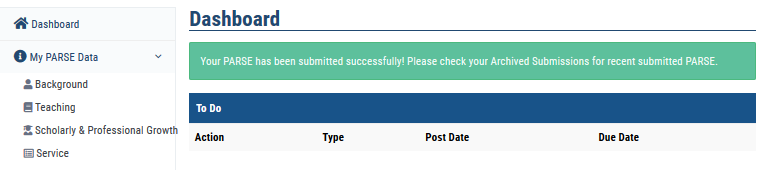 Dashboard
My PARSE Data
Background
Teaching
Scholarly & Professional Growth
Service
Dashboard
Your PARSE has been submitted successfully! Please check your Archived Submissions for recent submitted PARSE.
To Do
Action Type Post Date Due Date